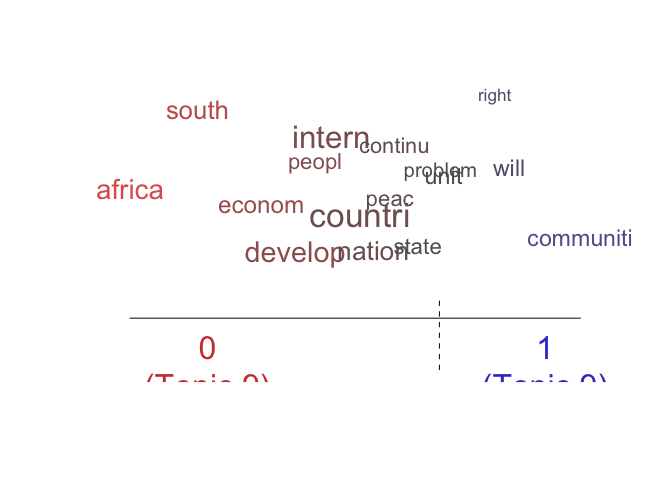 right
south
intern
continu
peopl
problem
will
unit
africa
peac
econom
countri
communiti
state
develop
nation
0
1
(Topic 9)
(Topic 9)